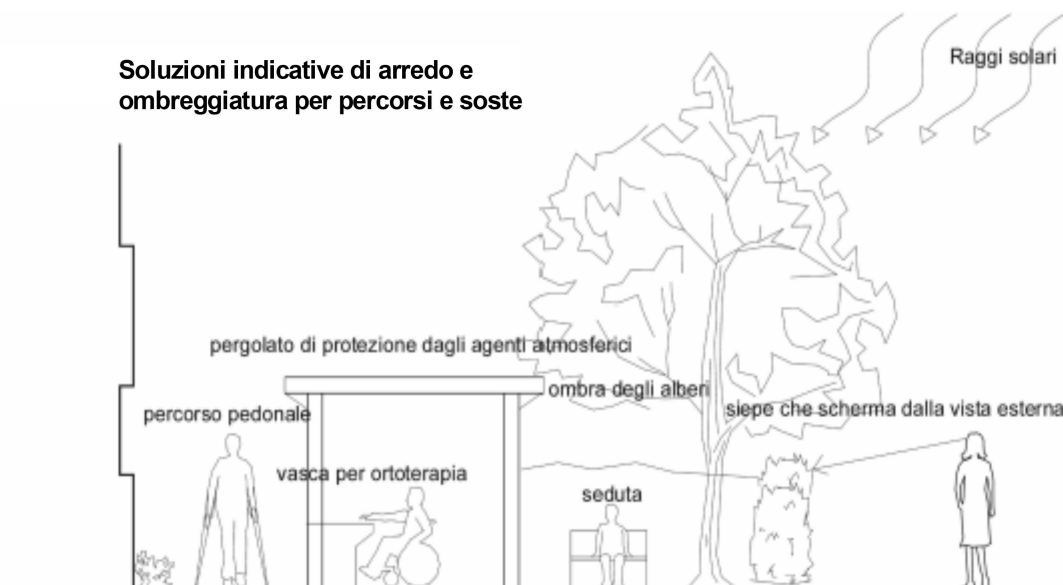 Soluzioni indicative di arredo e
ombreggiatura per percorsi e soste
Raggi solari
pergolato di protezione dagli agenti atmosferici
ombra degli alberi
percorso pedonale
siepe che scherma dalla vista esterna
vasca per ortoterapia
seduta